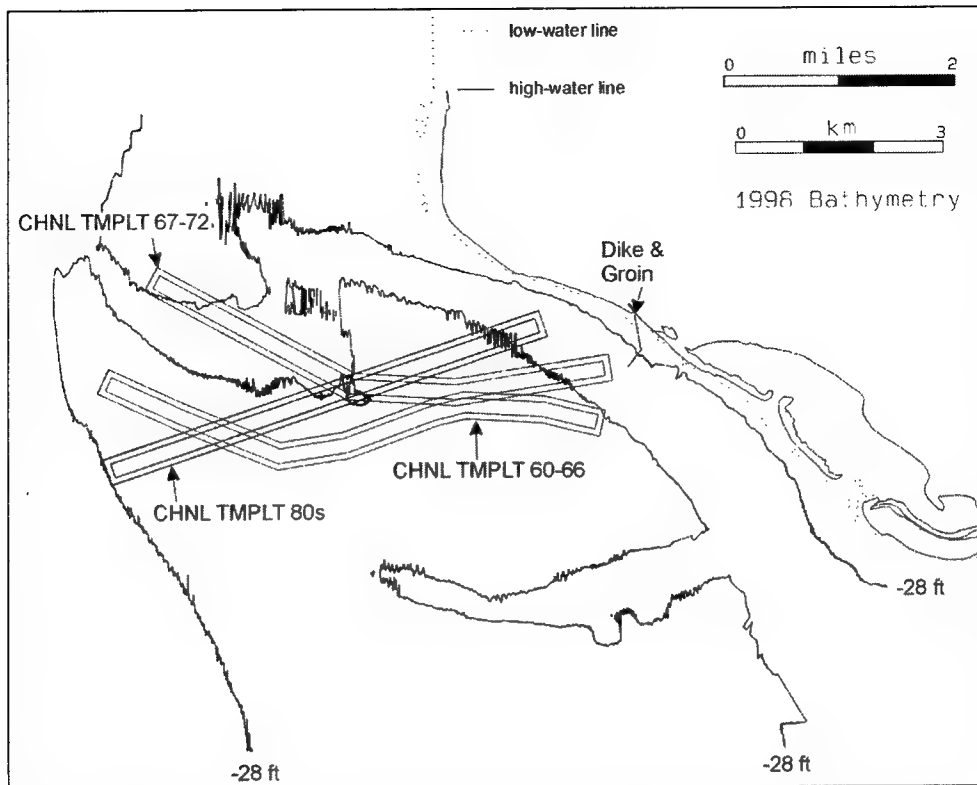 low-water line
high-water line
miles
0 2
km
0 3
1998 Bathymetry
CHNL TMPLT 67-72
Dike &
Groin
CHNL TMPLT 60-66
CHNL TMPLT 80s
-28 ft
-28 ft
-28 ft